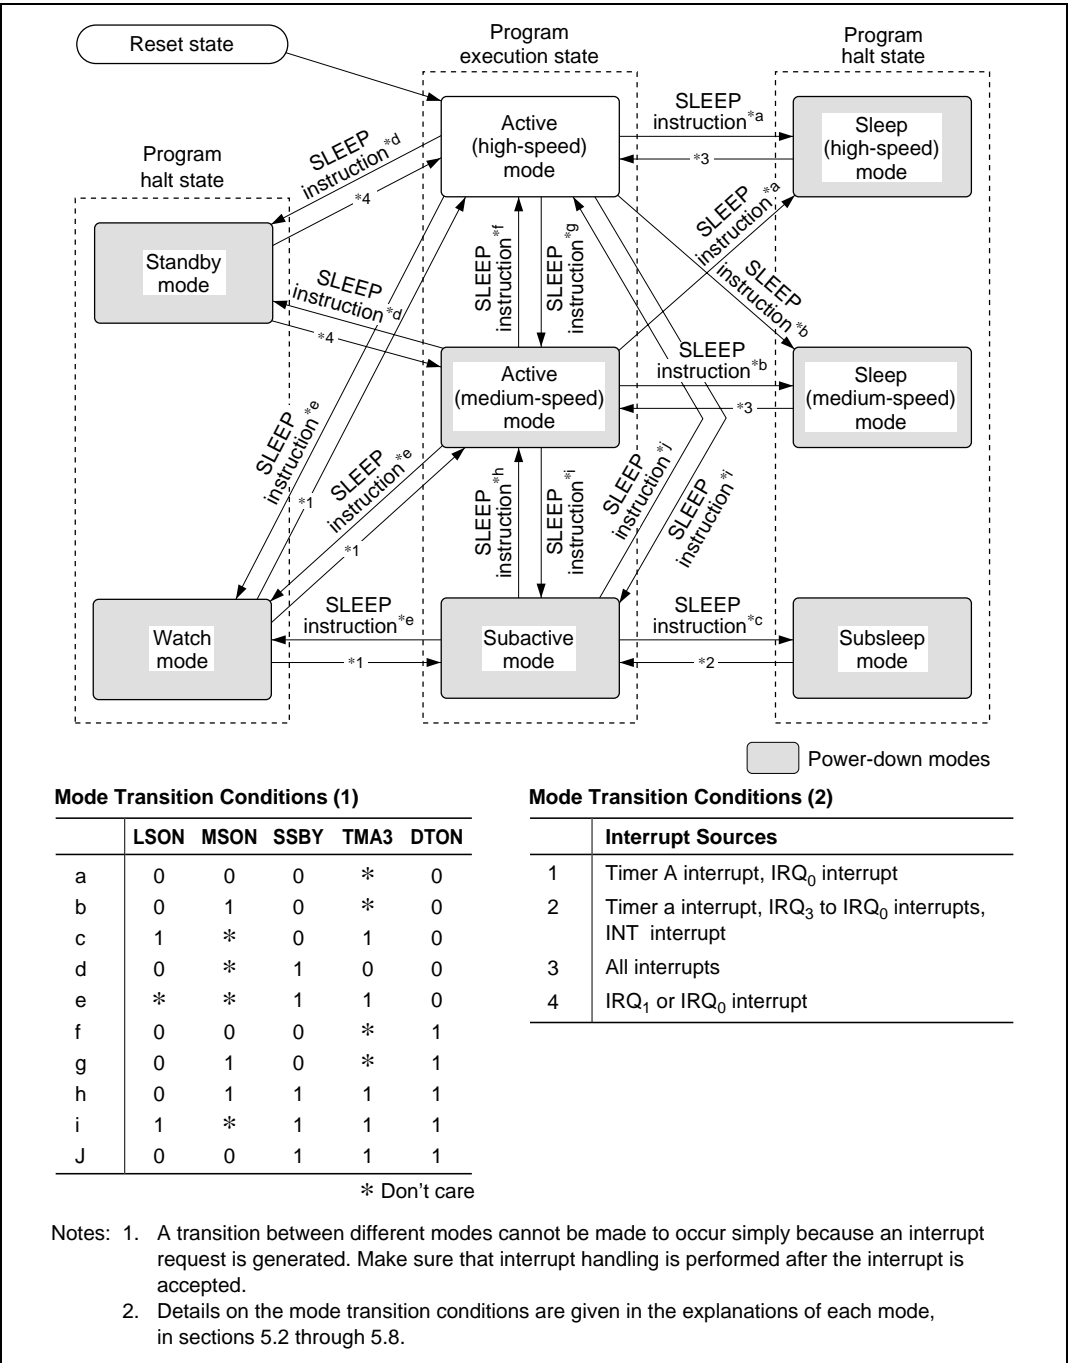 Reset state
Program
execution state
Program
halt state
Program
halt state
Active
(high-speed)
mode
SLEEP
instruction*a
*3
Sleep
(high-speed)
mode
SLEEP
instruction*d
*4
Standby
mode
SLEEP
instruction*d
*4
SLEEP
instruction*f
SLEEP
instruction*g
SLEEP
instruction*a
SLEEP
instruction*b
Active
(medium-speed)
mode
SLEEP
instruction*b
*3
Sleep
(medium-speed)
mode
SLEEP
instruction*e
*1
SLEEP
instruction*e
*1
SLEEP
instruction*h
SLEEP
instruction*i
SLEEP
instruction*j
SLEEP
instruction*i
Watch
mode
SLEEP
instruction*e
*1
Subactive
mode
SLEEP
instruction*c
*2
Subsleep
mode
Power-down modes
Mode Transition Conditions (1)
LSON MSON SSBY TMA3 DTON
a 0 0 0 * 0
b 0 1 0 * 0
c 1 * 0 1 0
d 0 * 1 0 0
e * * 1 1 0
f 0 0 0 * 1
g 0 1 0 * 1
h 0 1 1 1 1
i 1 * 1 1 1
J 0 0 1 1 1
* Don't care
Mode Transition Conditions (2)
Interrupt Sources
1 Timer A interrupt, IRQ0 interrupt
2 Timer a interrupt, IRQ3 to IRQ0 interrupts,
INT interrupt
3 All interrupts
4 IRQ1 or IRQ0 interrupt
Notes: 1. A transition between different modes cannot be made to occur simply because an interrupt
request is generated. Make sure that interrupt handling is performed after the interrupt is
accepted.
2. Details on the mode transition conditions are given in the explanations of each mode,
in sections 5.2 through 5.8.